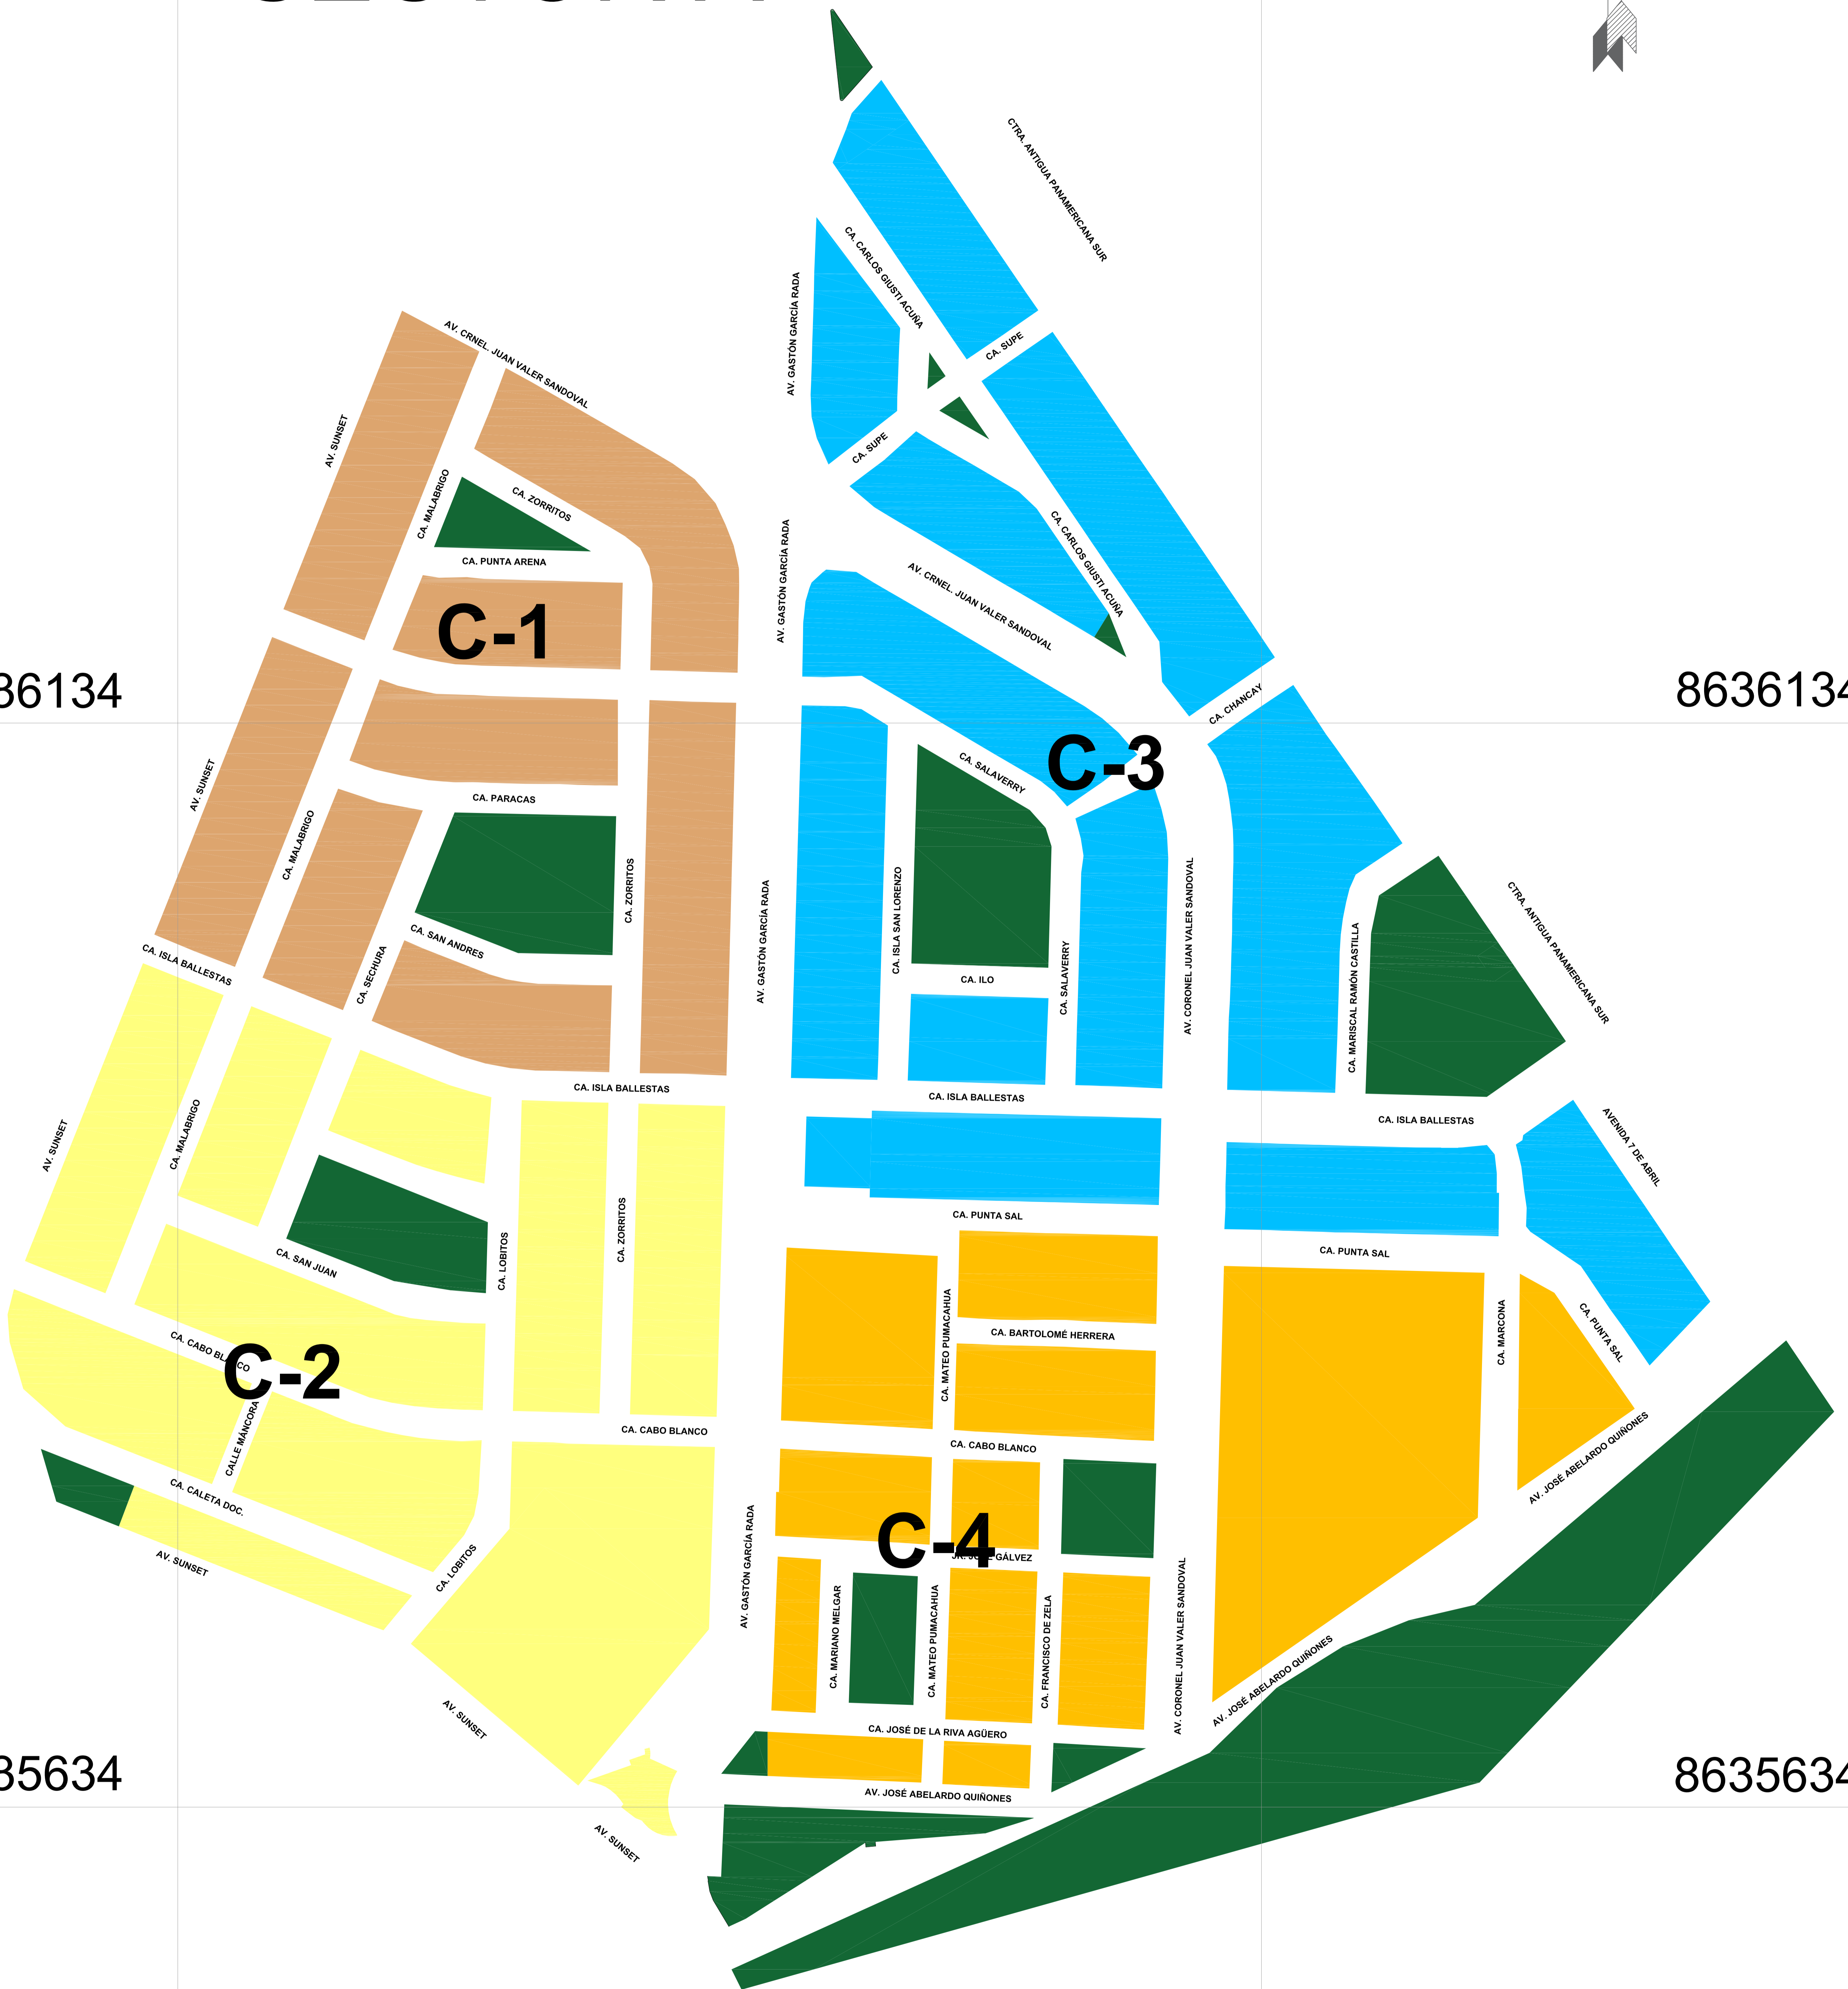 CTRA. ANTIGUA PANAMERICANA SUR
CA. CARLOS GIUSTI ACUÑA
AV. GASTÓN GARCÍA RADA
CA. SUPE
AV. CRNEL. JUAN VALER SANDOVAL
AV. SUNSET
CA. SUPE
CA. MALABRIGO
CA. ZORRITOS
CA. PUNTA ARENA
CA. CARLOS GIUSTI ACUÑA
AV. GASTÓN GARCÍA RADA
AV. CRNEL. JUAN VALER SANDOVAL
C-1
86134
8636134
CA. CHANCAY
C-3
CA. SALAVERRY
AV. SUNSET
CA. PARACAS
CA. MALABRIGO
CA. ZORRITOS
AV. GASTÓN GARCÍA RADA
CA. ISLA SAN LORENZO
AV. CORONEL JUAN VALER SANDOVAL
CA. MARISCAL RAMÓN CASTILLA
CTRA. ANTIGUA PANAMERICANA SUR
CA. SAN ANDRES
CA. ISLA BALLESTAS
CA. SECHURA
CA. ILO
CA. SALAVERRY
CA. ISLA BALLESTAS
CA. ISLA BALLESTAS
CA. ISLA BALLESTAS
AVENIDA 7 DE ABRIL
AV. SUNSET
CA. MALABRIGO
CA. PUNTA SAL
CA. ZORRITOS
CA. LOBITOS
CA. SAN JUAN
CA. PUNTA SAL
CA. MATEO PUMACAHUA
CA. BARTOLOMÉ HERRERA
CA. MARCONA
CA. PUNTA SAL
CA. CABO BLANCO
C-2
CALLE MÁNCORA
CA. CABO BLANCO
CA. CABO BLANCO
AV. JOSÉ ABELARDO QUIÑONES
CA. CALETA DOC.
C-4
JR. JOSÉ GÁLVEZ
AV. SUNSET
CA. LOBITOS
AV. GASTÓN GARCÍA RADA
CA. MARIANO MELGAR
CA. MATEO PUMACAHUA
CA. FRANCISCO DE ZELA
AV. CORONEL JUAN VALER SANDOVAL
AV. JOSÉ ABELARDO QUIÑONES
AV. SUNSET
CA. JOSÉ DE LA RIVA AGÜERO
35634
8635634
AV. JOSÉ ABELARDO QUIÑONES
AV. SUNSET